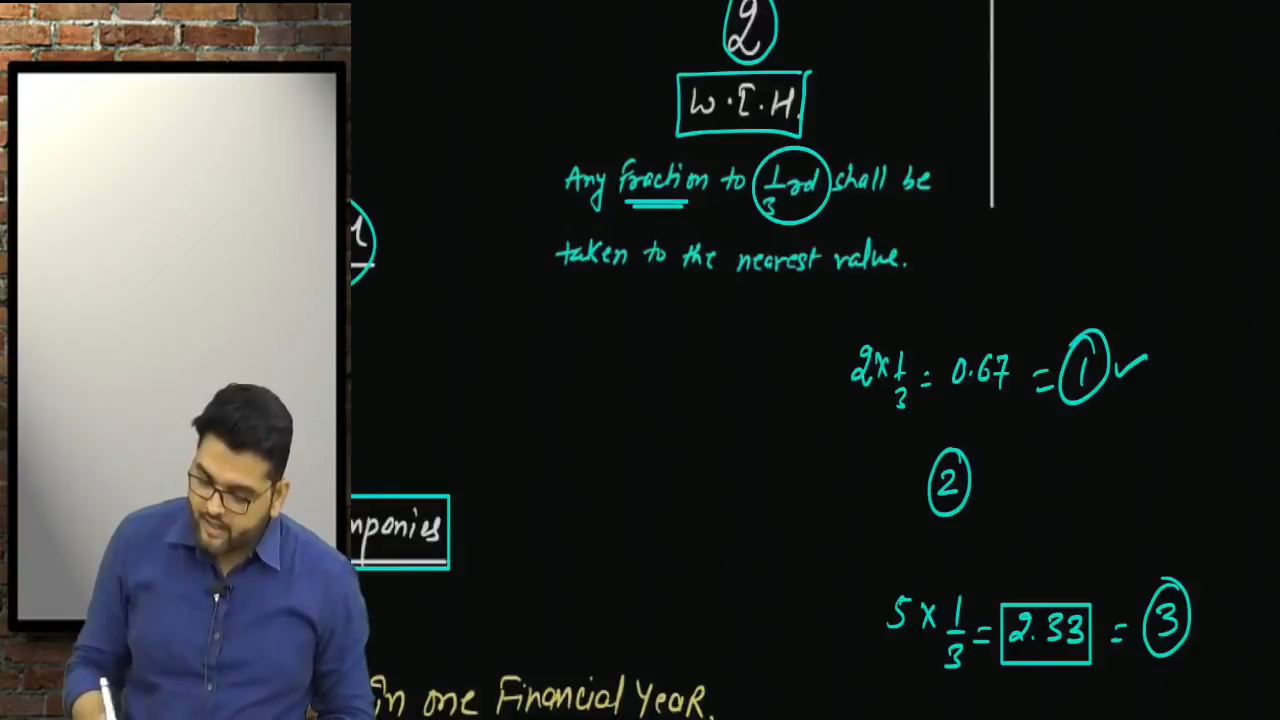 2
W.E.H.
Any fraction to 1/3rd shall be
taken to the nearest value.
2 x 1/3 = 0.67 = 1 ✓
2
mponies
5 x 1/3 = 2.33 = 3
In one Financial Year.